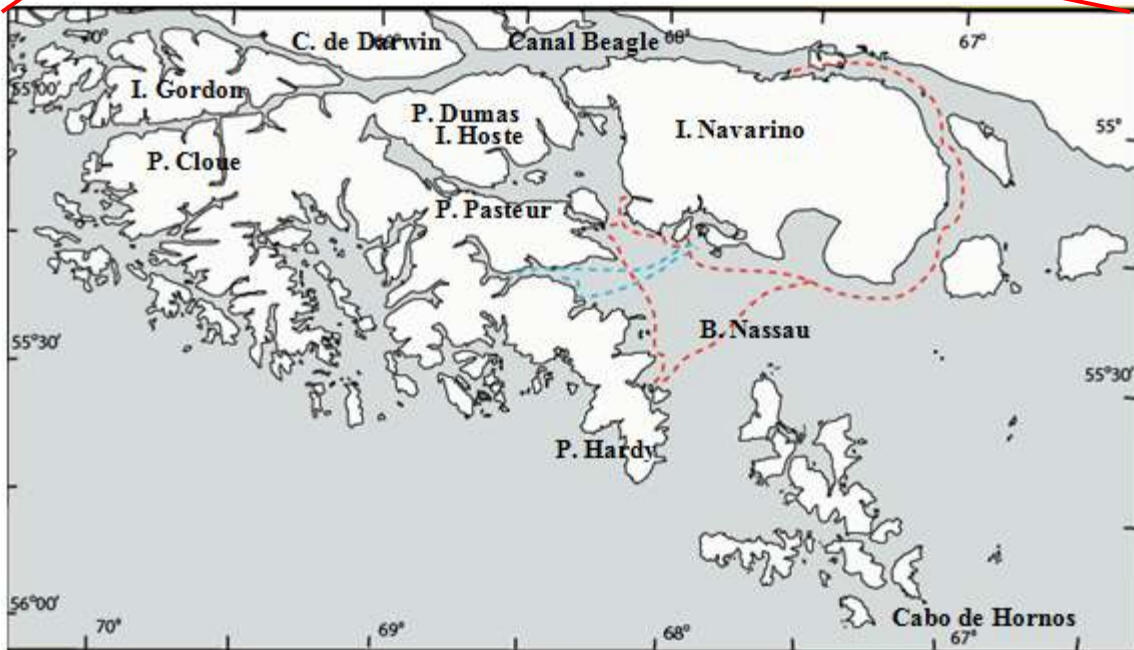 70°
C. de Darwin
69°
Canal Beagle
68°
67°
55°00'
I. Gordon
P. Dumas
I. Hoste
I. Navarino
55°
P. Cloue
P. Pasteur
B. Nassau
55°30'
55°30'
P. Hardy
56°00'
Cabo de Hornos
70°
69°
68°
67°